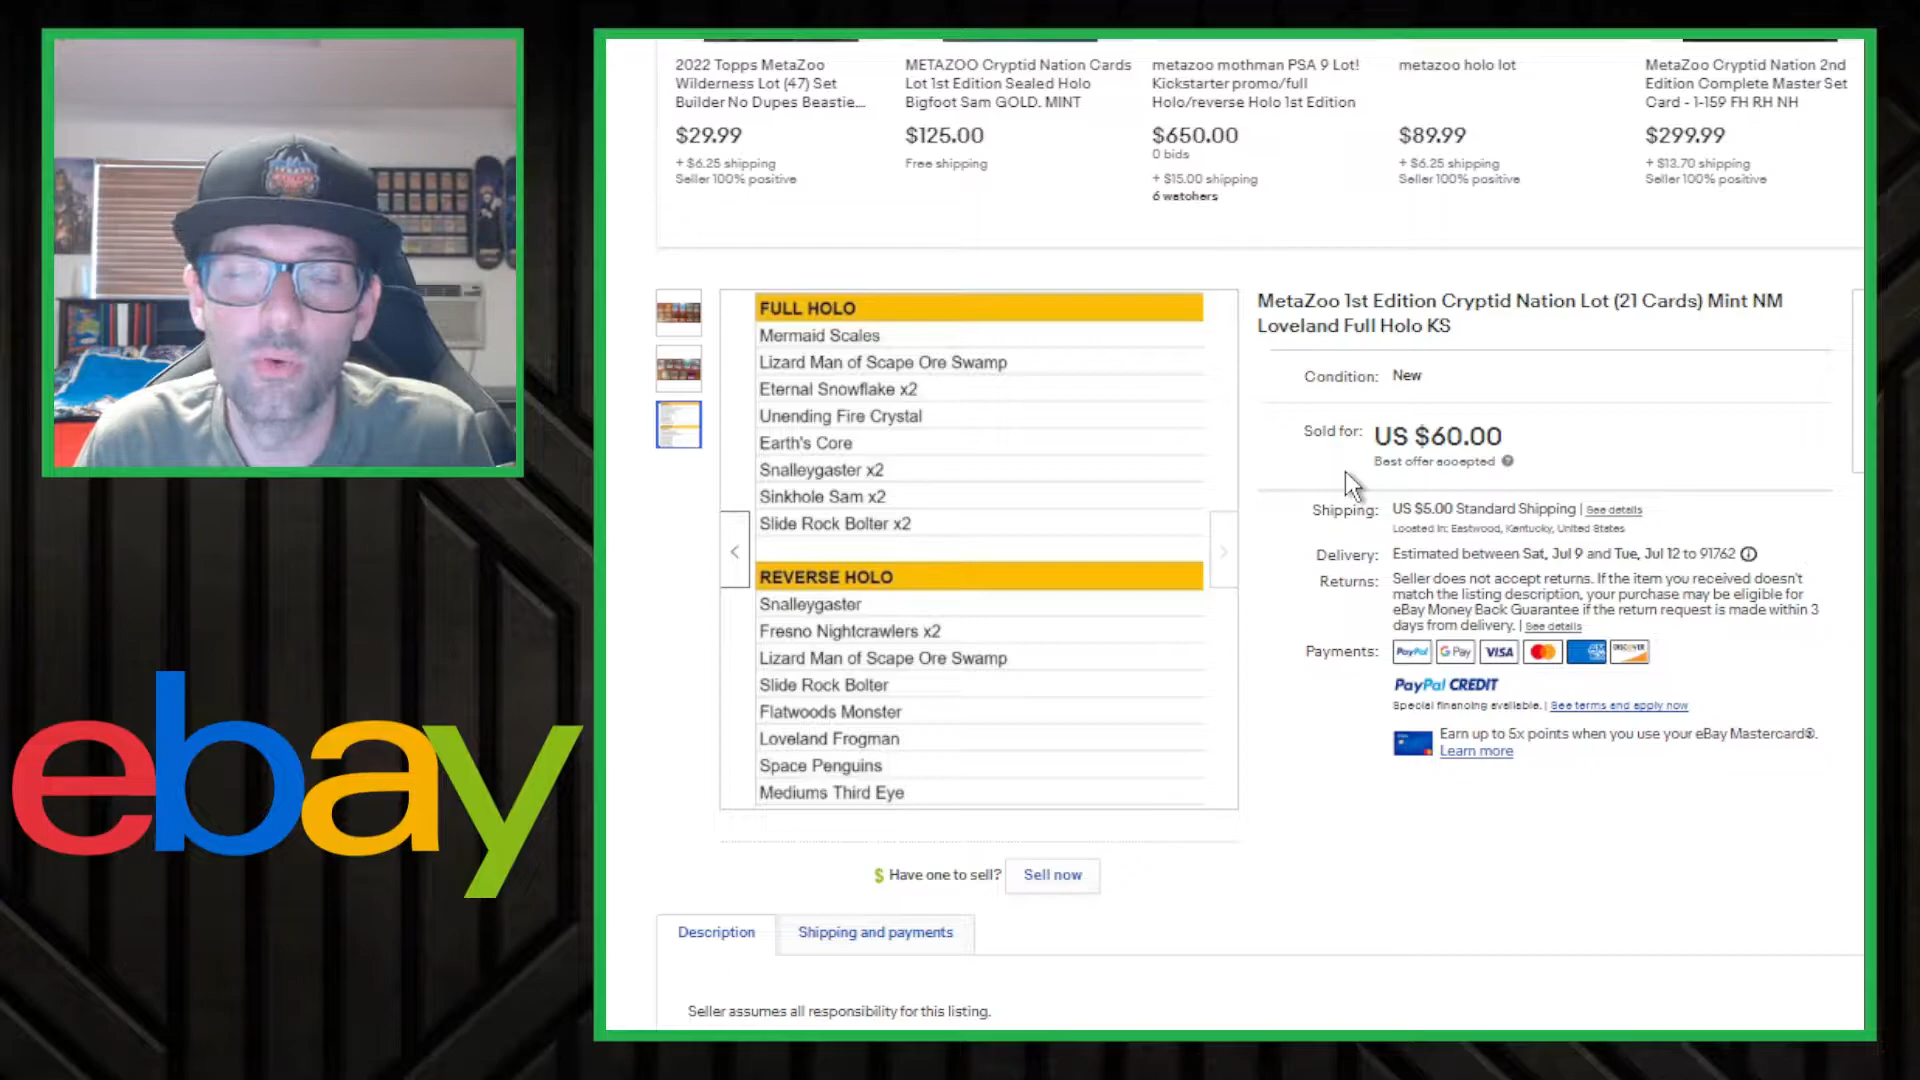 2022 Topps MetaZoo
Wilderness Lot (47) Set
Builder No Dupes Beastie...
$29.99
+ $6.25 shipping
Seller 100% positive
METAZOO Cryptid Nation Cards
Lot 1st Edition Sealed Holo
Bigfoot Sam GOLD. MINT
$125.00
Free shipping
metazoo mothman PSA 9 Lot!
Kickstarter promo/full
Holo/reverse Holo 1st Edition
$650.00
0 bids
+ $15.00 shipping
6 watchers
metazoo holo lot
$89.99
+ $6.25 shipping
Seller 100% positive
MetaZoo Cryptid Nation 2nd
Edition Complete Master Set
Card - 1-159 FH RH NH
$299.99
+ $13.70 shipping
Seller 100% positive
FULL HOLO
Mermaid Scales
Lizard Man of Scape Ore Swamp
Eternal Snowflake x2
Unending Fire Crystal
Earth's Core
Snalleygaster x2
Sinkhole Sam x2
Slide Rock Bolter x2
REVERSE HOLO
Snalleygaster
Fresno Nightcrawlers x2
Lizard Man of Scape Ore Swamp
Slide Rock Bolter
Flatwoods Monster
Loveland Frogman
Space Penguins
Mediums Third Eye
MetaZoo 1st Edition Cryptid Nation Lot (21 Cards) Mint NM
Loveland Full Holo KS
Condition: New
Sold for: US $60.00
Best offer accepted
Shipping: US $5.00 Standard Shipping | See details
Located in: Eastwood, Kentucky, United States
Delivery: Estimated between Sat, Jul 9 and Tue, Jul 12 to 91762
Returns: Seller does not accept returns. If the item you received doesn't
match the listing description, your purchase may be eligible for
eBay Money Back Guarantee if the return request is made within 3
days from delivery. | See details
Payments: PayPal G Pay VISA DISCOVER
PayPal CREDIT
Special financing available. | See terms and apply now
Earn up to 5x points when you use your eBay Mastercard®.
Learn more
$ Have one to sell? Sell now
Description Shipping and payments
Seller assumes all responsibility for this listing.
ebay